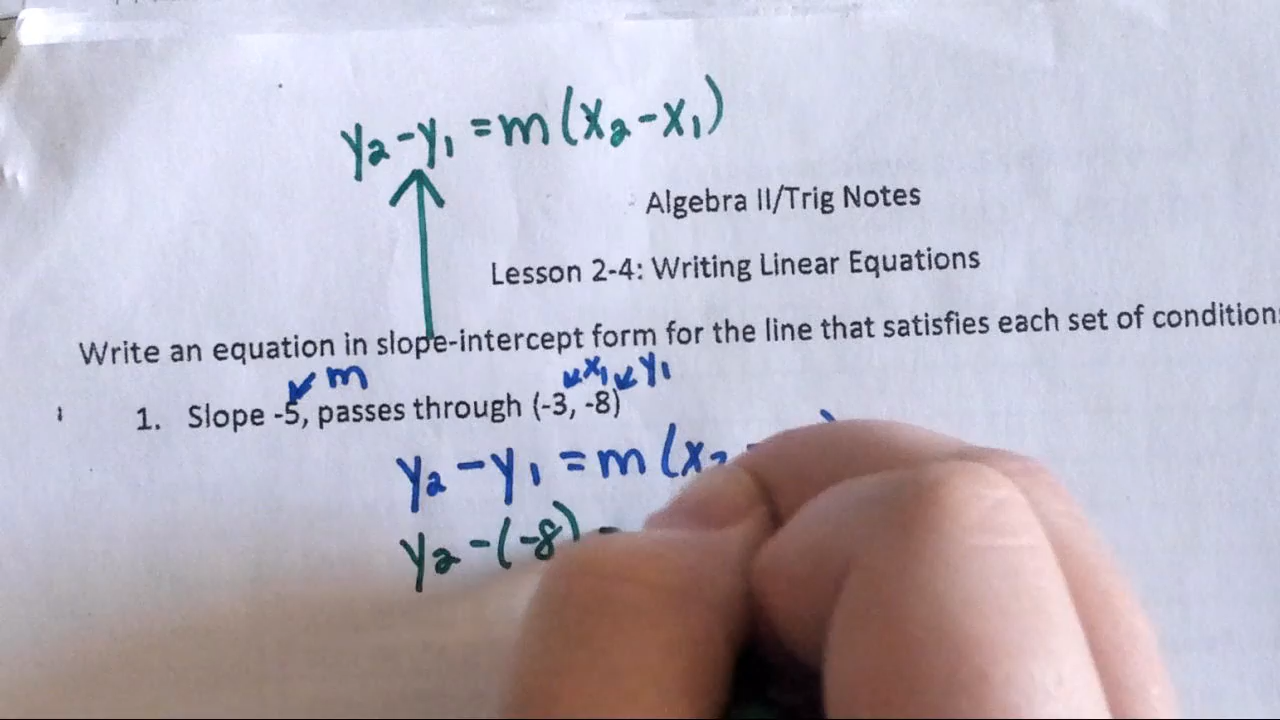 y₂-y₁ =m(x₂-x₁)
Algebra II/Trig Notes
Lesson 2-4: Writing Linear Equations
Write an equation in slope-intercept form for the line that satisfies each set of condition
m x₁ y₁
1. Slope -5, passes through (-3, -8)
y₂-y₁ =m(x₂
y₂-(-8)